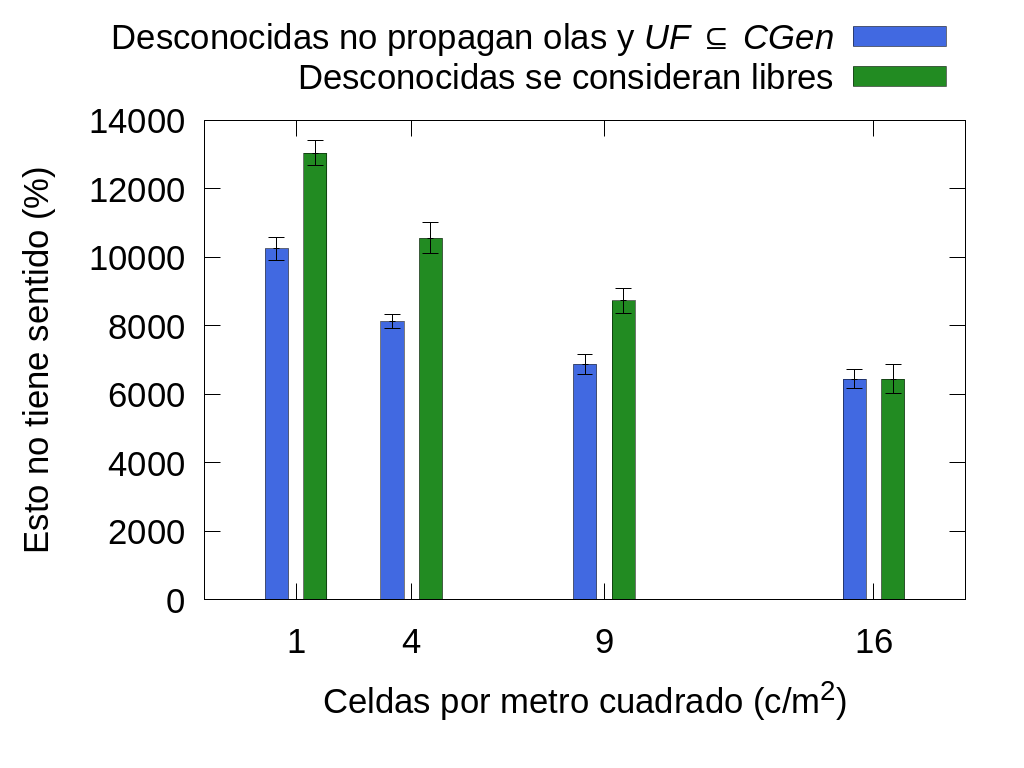 Desconocidas no propagan olas y UF ⊆ CGen
Desconocidas se consideran libres
14000
12000
10000
8000
6000
4000
2000
0
Esto no tiene sentido (%)
1 4 9 16
Celdas por metro cuadrado (c/m²)